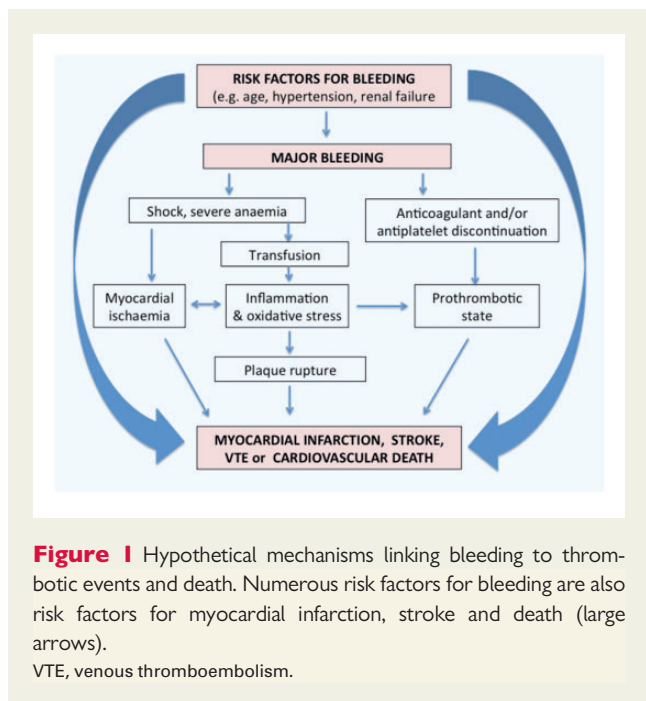 RISK FACTORS FOR BLEEDING
(e.g. age, hypertension, renal failure
MAJOR BLEEDING
Shock, severe anaemia
Anticoagulant and/or
antiplatelet discontinuation
Transfusion
Myocardial
ischaemia
Inflammation
& oxidative stress
Prothrombotic
state
Plaque rupture
MYOCARDIAL INFARCTION, STROKE,
VTE or CARDIOVASCULAR DEATH
Figure 1 Hypothetical mechanisms linking bleeding to throm-
botic events and death. Numerous risk factors for bleeding are also
risk factors for myocardial infarction, stroke and death (large
arrows).
VTE, venous thromboembolism.